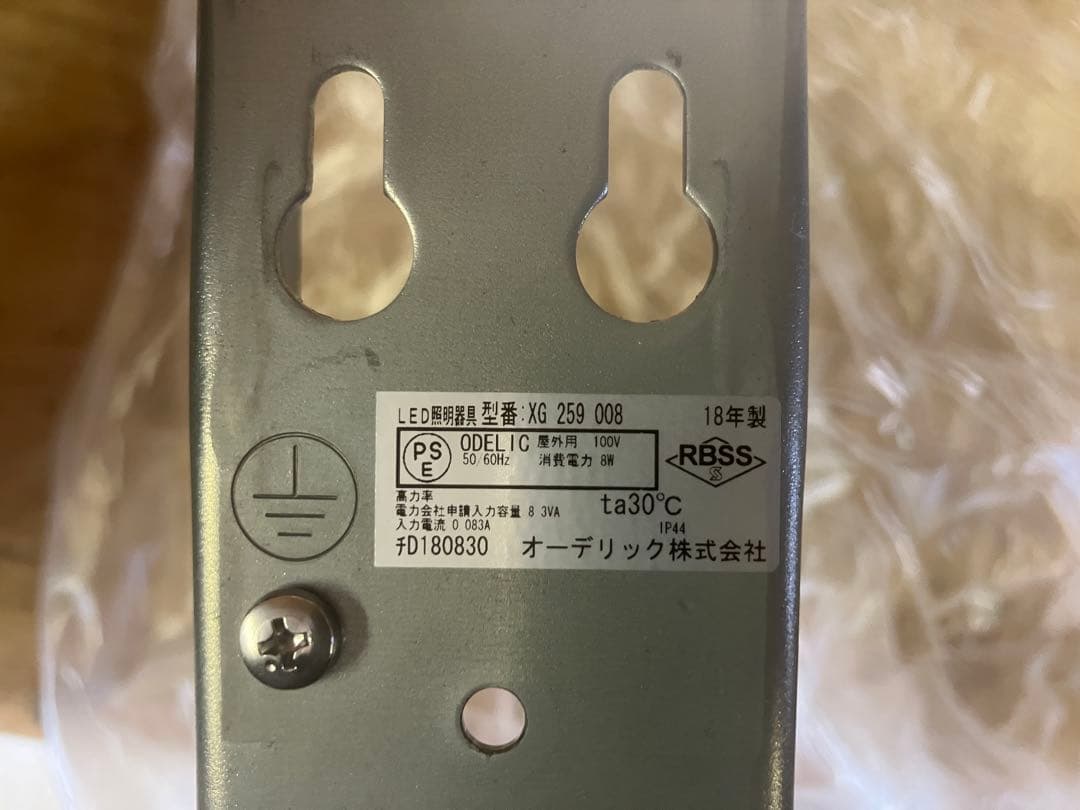 LED照明器具 型番:XG 259 008 18年製
PS E ODELIC 屋外用 100V
50/60Hz 消費電力 8W
RBSS
S
高力率
電力会社申請入力容量 8 3VA
ta30℃
入力電流 0 083A
IP44
チD180830 オーデリック株式会社